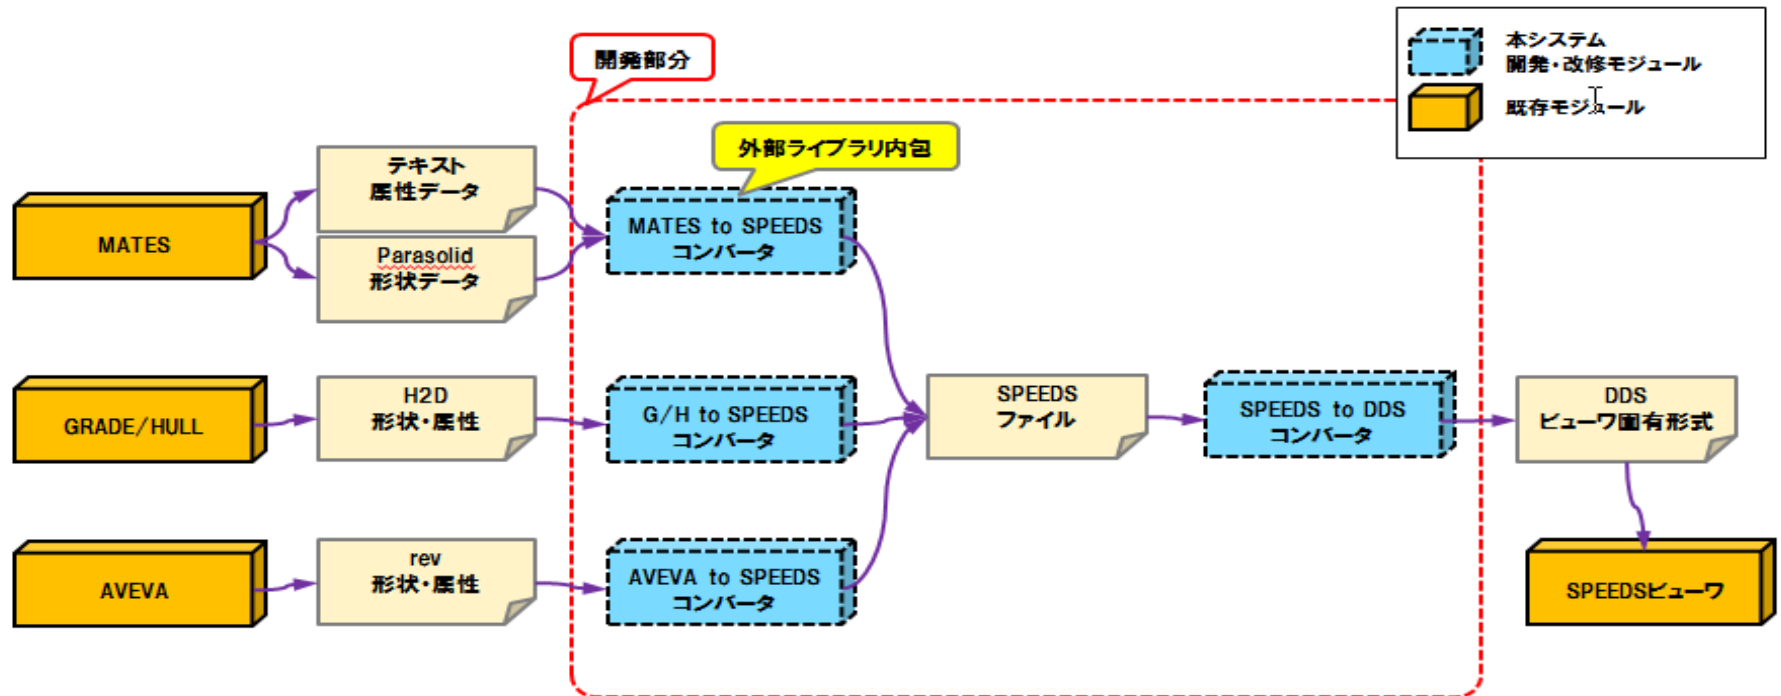 開発部分
本システム
開発・改修モジュール
既存モジュール
外部ライブラリ内包
MATES
テキスト
属性データ
Parasolid
形状データ
MATES to SPEEDS
コンバータ
GRADE/HULL
H2D
形状・属性
G/H to SPEEDS
コンバータ
SPEEDS
ファイル
SPEEDS to DDS
コンバータ
DDS
ビューワ固有形式
AVEVA
rev
形状・属性
AVEVA to SPEEDS
コンバータ
SPEEDSビューワ